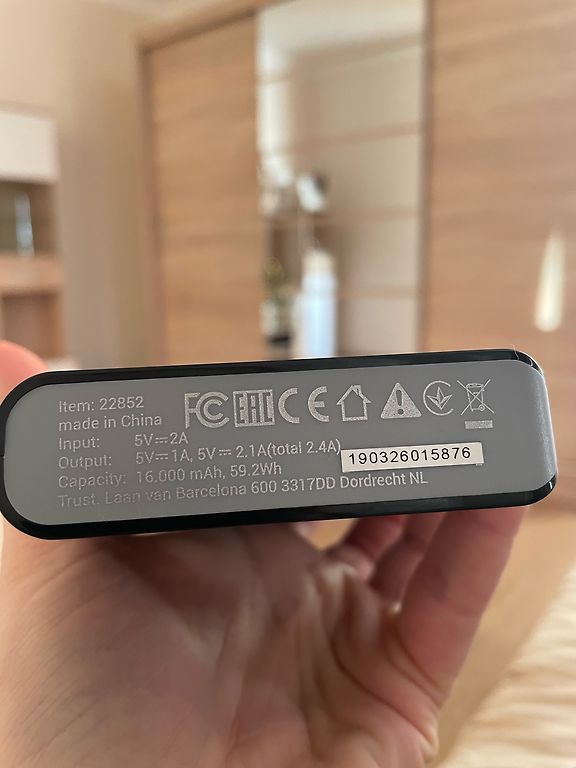 Item: 22852
made in China
Input: 5V⎓2A
Output: 5V⎓1A, 5V⎓ 2.1A(total 2.4A)
Capacity: 16.000 mAh, 59.2Wh
Trust. Laan van Barcelona 600 3317DD Dordrecht NL
FC EAC CE
190326015876